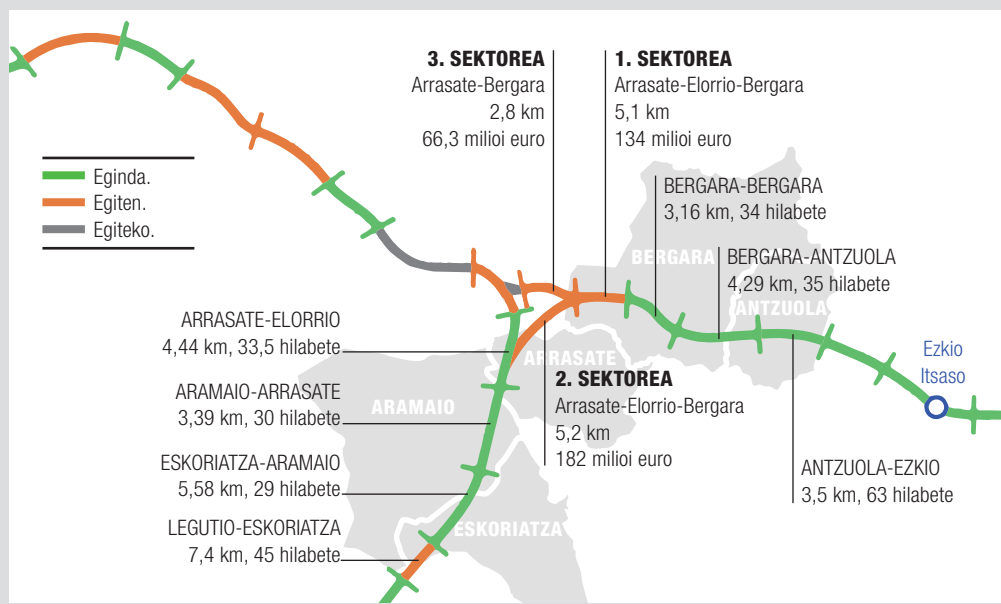 3. SEKTOREA
Arrasate-Bergara
2,8 km
66,3 milioi euro
1. SEKTOREA
Arrasate-Elorrio-Bergara
5,1 km
134 milioi euro
Eginda.
Egiten.
Egiteko.
BERGARA-BERGARA
3,16 km, 34 hilabete
BERGARA
BERGARA-ANTZUOLA
4,29 km, 35 hilabete
ANTZUOLA
ARRASATE-ELORRIO
4,44 km, 33,5 hilabete
ARRASATE
Ezkio
Itsaso
2. SEKTOREA
Arrasate-Elorrio-Bergara
5,2 km
182 milioi euro
ARAMAIO-ARRASATE
3,39 km, 30 hilabete
ARAMAIO
ESKORIATZA-ARAMAIO
5,58 km, 29 hilabete
ANTZUOLA-EZKIO
3,5 km, 63 hilabete
LEGUTIO-ESKORIATZA
7,4 km, 45 hilabete
ESKORIATZA